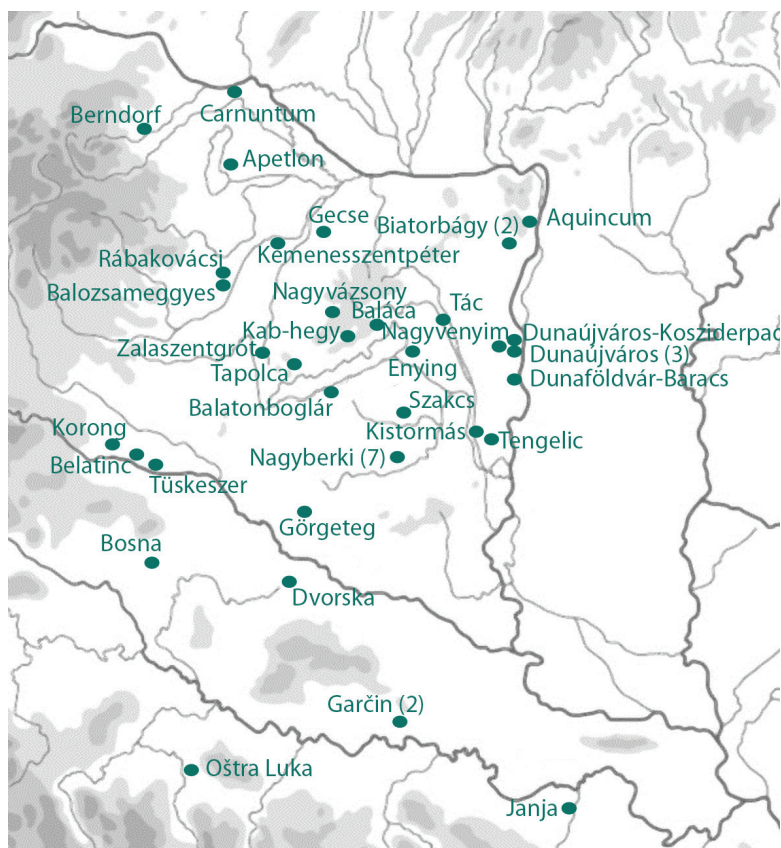 Berndorf
Carnuntum
Apetlon
Gecse
Biatorbágy (2)
Aquincum
Kemenesszentpéter
Rábakovácsi
Balozsameggyes
Nagyvázsony
Baláca
Tác
Kab-hegy
Nagyvenyim
Dunaújváros-Kosziderpad
Zalaszentgrót
Dunaújváros (3)
Tapolca
Enying
Dunaföldvár-Baracs
Balatonboglár
Szakcs
Korong
Kistormás
Tengelic
Belatinc
Nagyberki (7)
Tüskeszer
Görgeteg
Bosna
Dvorska
Garčin (2)
Oštra Luka
Janja